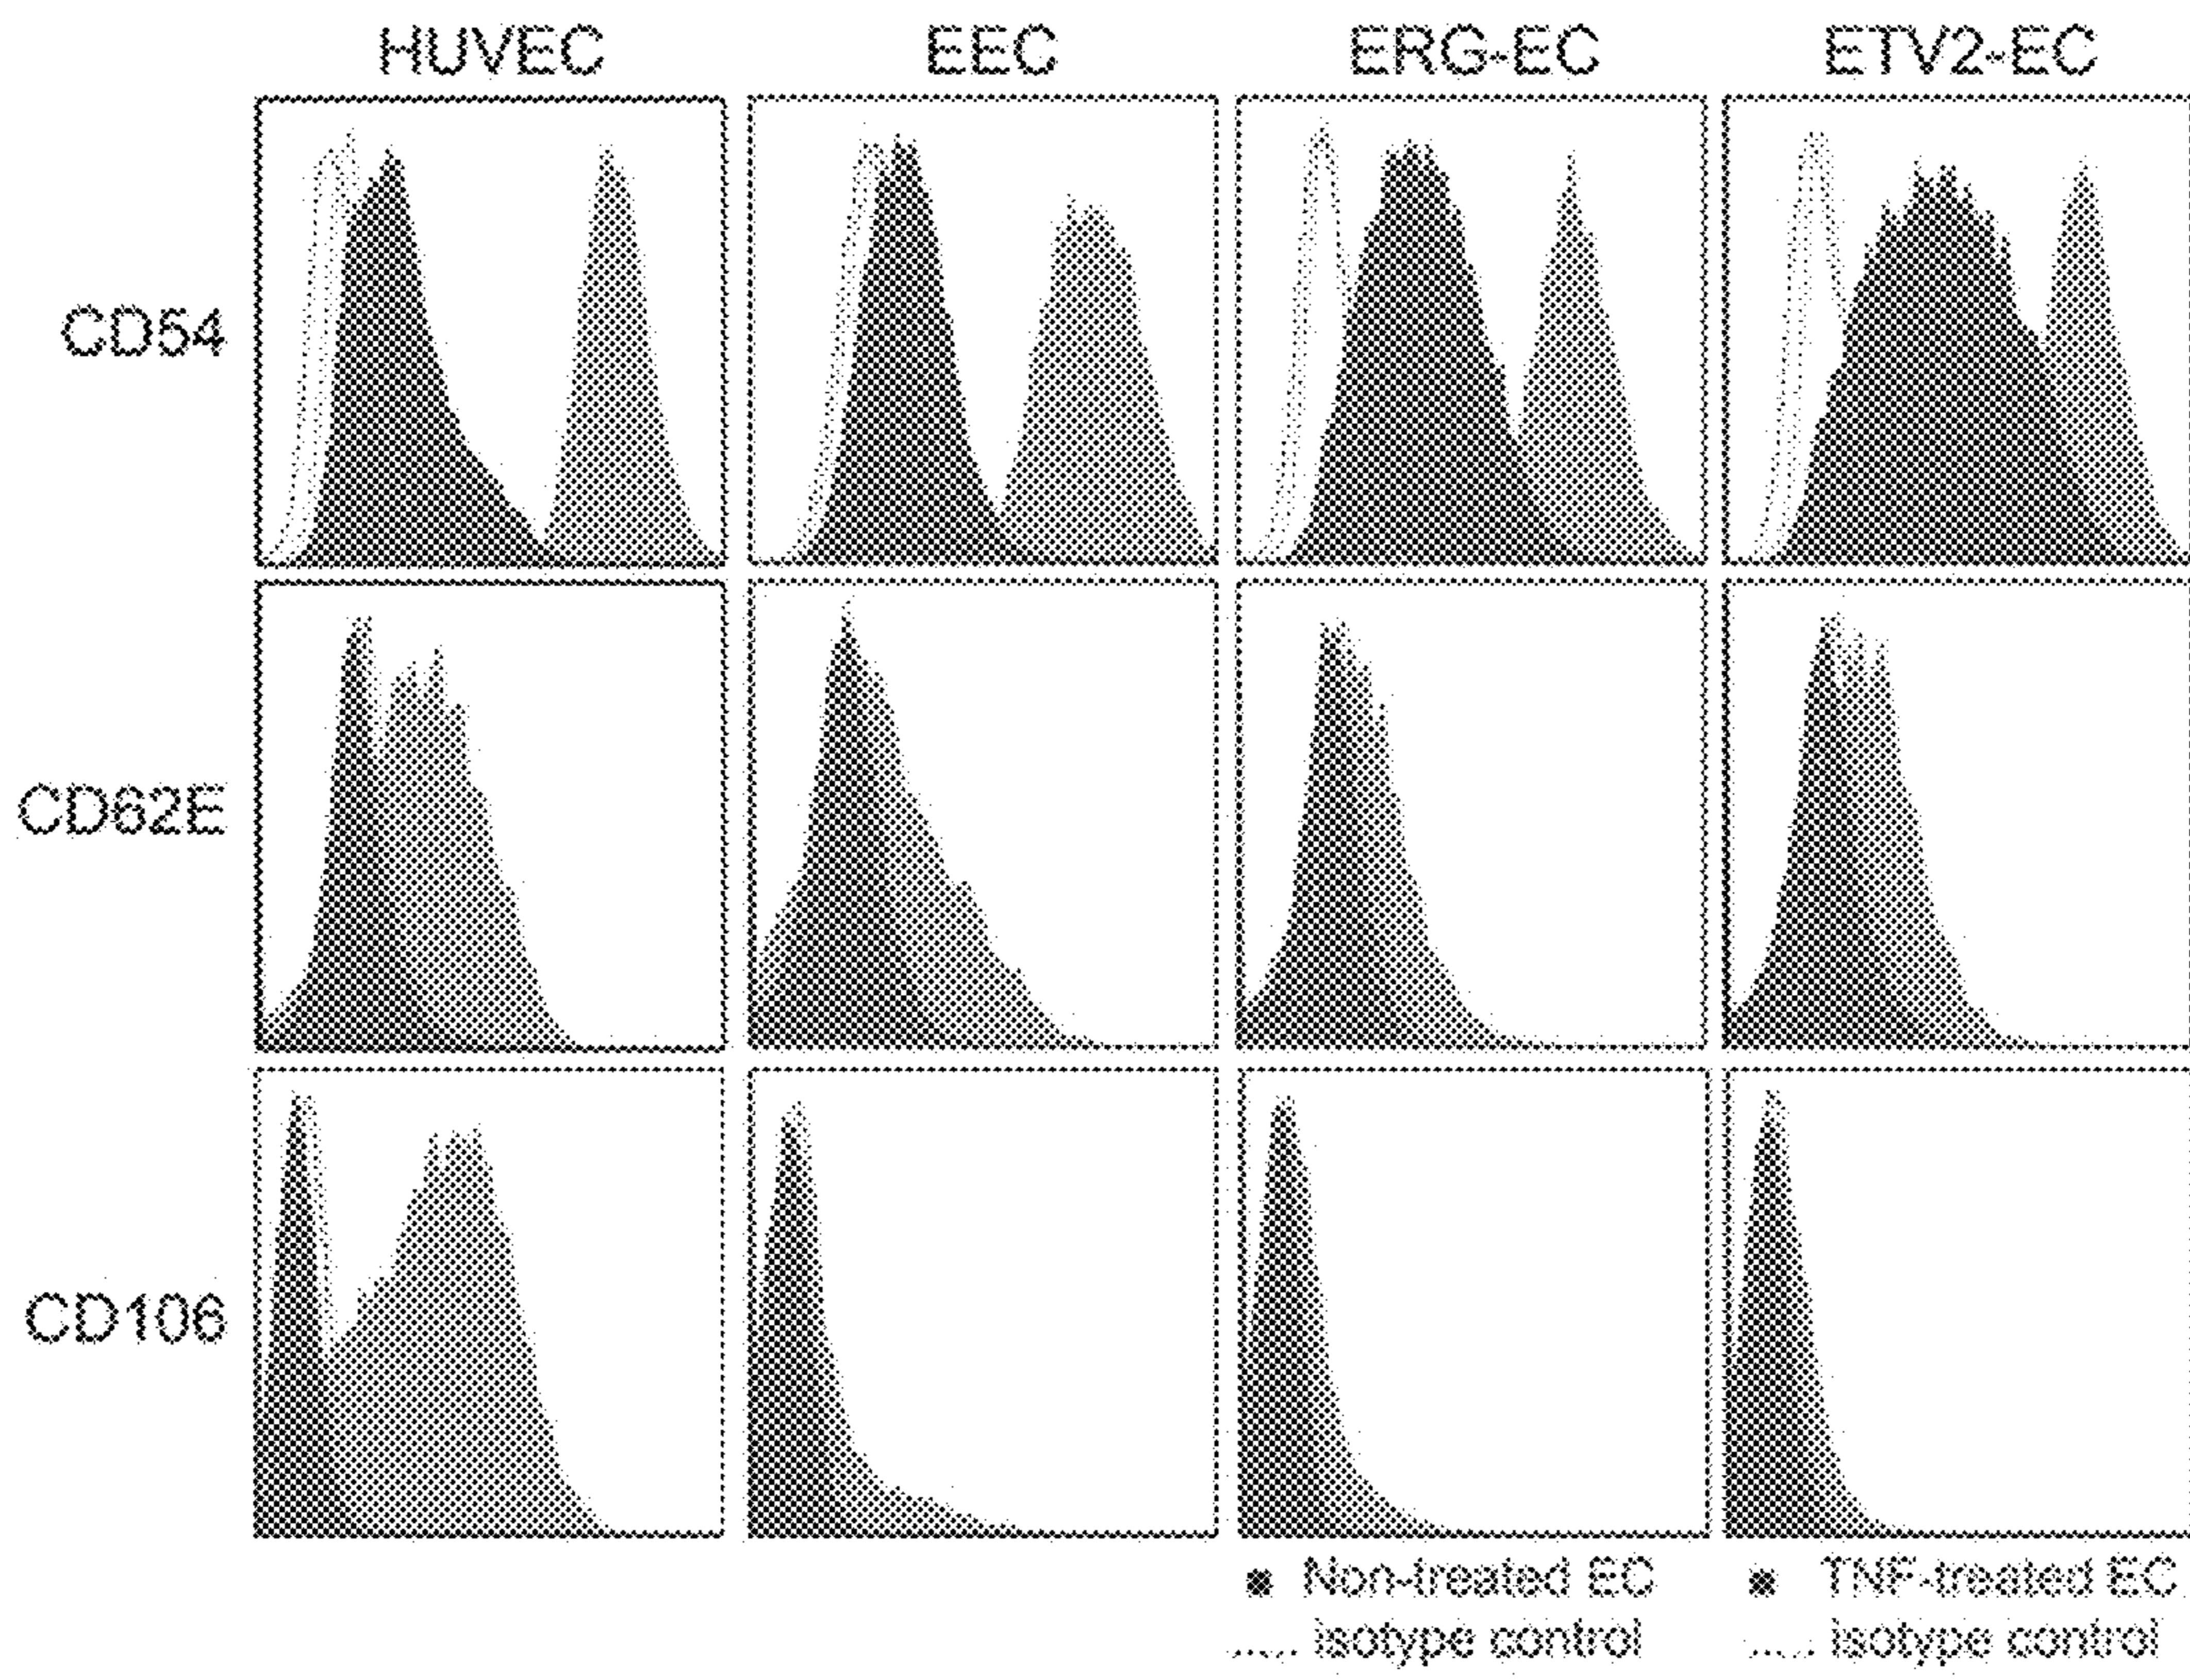 HUVEC EEC ERG-EC ETV2-EC
CD54
CD62E
CD106
Non-treated EC TNF-treated EC
isotype control isotype control